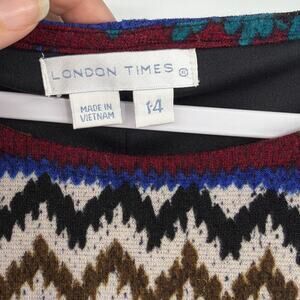 LONDON TIMES ®
MADE IN
VIETNAM
14